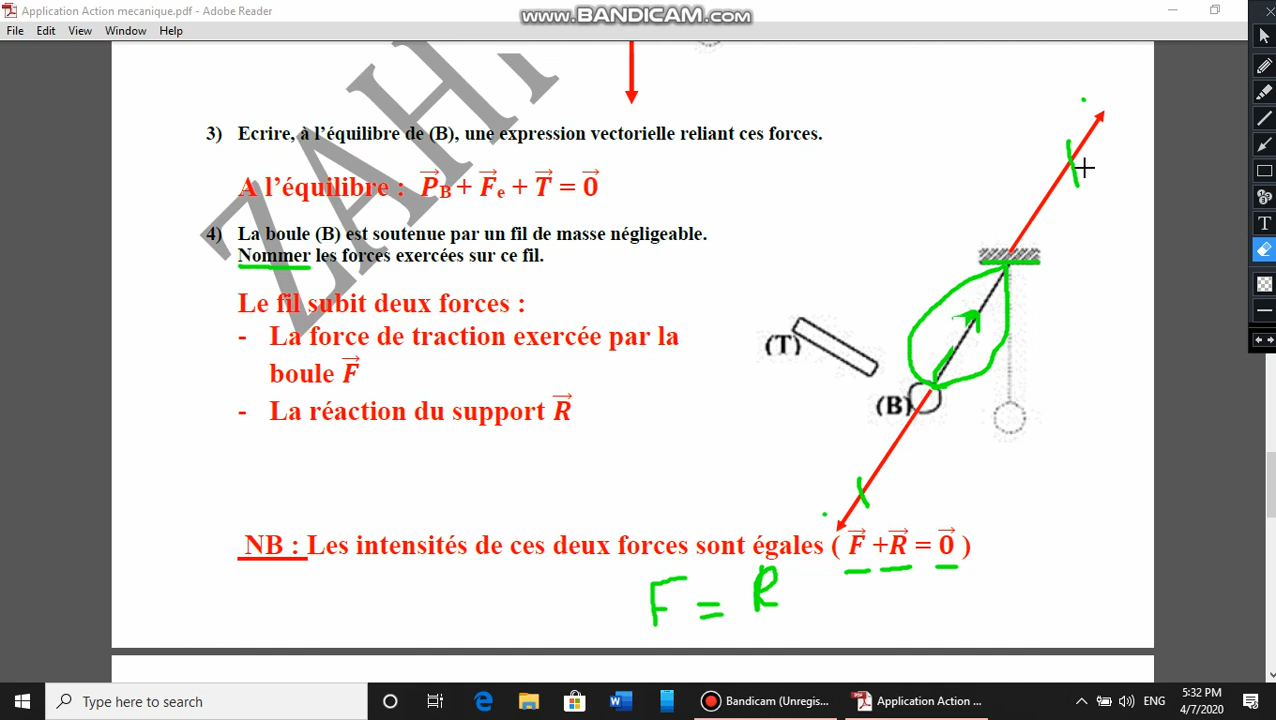 Application Action mecanique.pdf - Adobe Reader
www.BANDICAM.com
File Edit View Window Help
ZAHI
3) Ecrire, à l'équilibre de (B), une expression vectorielle reliant ces forces.
A l'équilibre : P⃗_B + F⃗_e + T⃗ = 0⃗
4) La boule (B) est soutenue par un fil de masse négligeable.
Nommer les forces exercées sur ce fil.
Le fil subit deux forces :
- La force de traction exercée par la
boule F⃗
- La réaction du support R⃗
(T)
(B)
NB : Les intensités de ces deux forces sont égales ( F⃗ +R⃗ = 0⃗ )
F = R
Type here to search
Bandicam (Unregis...
Application Action ...
ENG
5:32 PM
4/7/2020